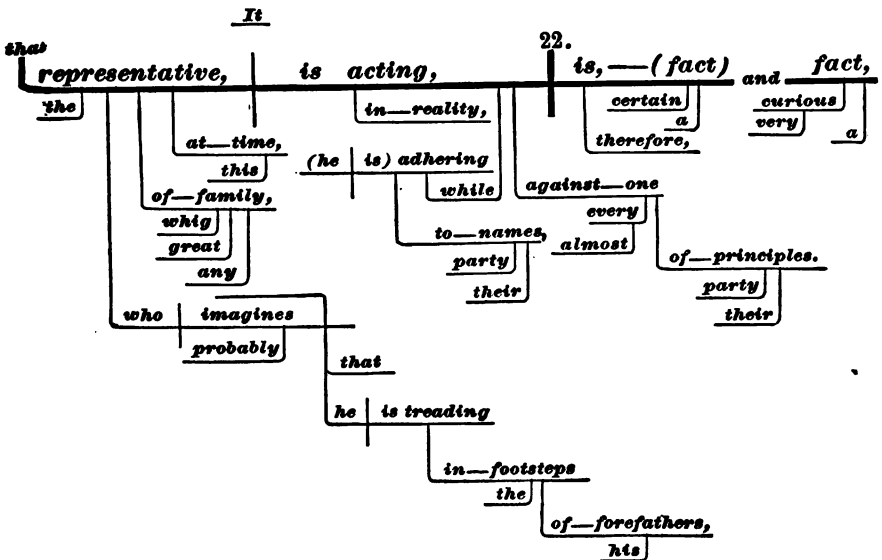 It
22.
that
representative, is acting, is,—(fact) and fact,
the in—reality, certain curious
a very
therefore, a
at—time,
this
(he is) adhering
while against—one
of—family, every
whig to—names, almost
great party of—principles.
any their party
their
who imagines
probably
that
he is treading
in—footsteps
the
of—forefathers,
his